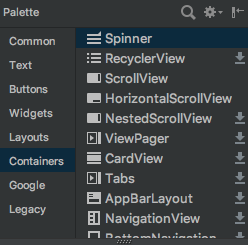 Palette
Common
Text
Buttons
Widgets
Layouts
Containers
Google
Legacy
Spinner
RecyclerView
ScrollView
HorizontalScrollView
NestedScrollView
ViewPager
CardView
Tabs
AppBarLayout
NavigationView
BottomNavigation